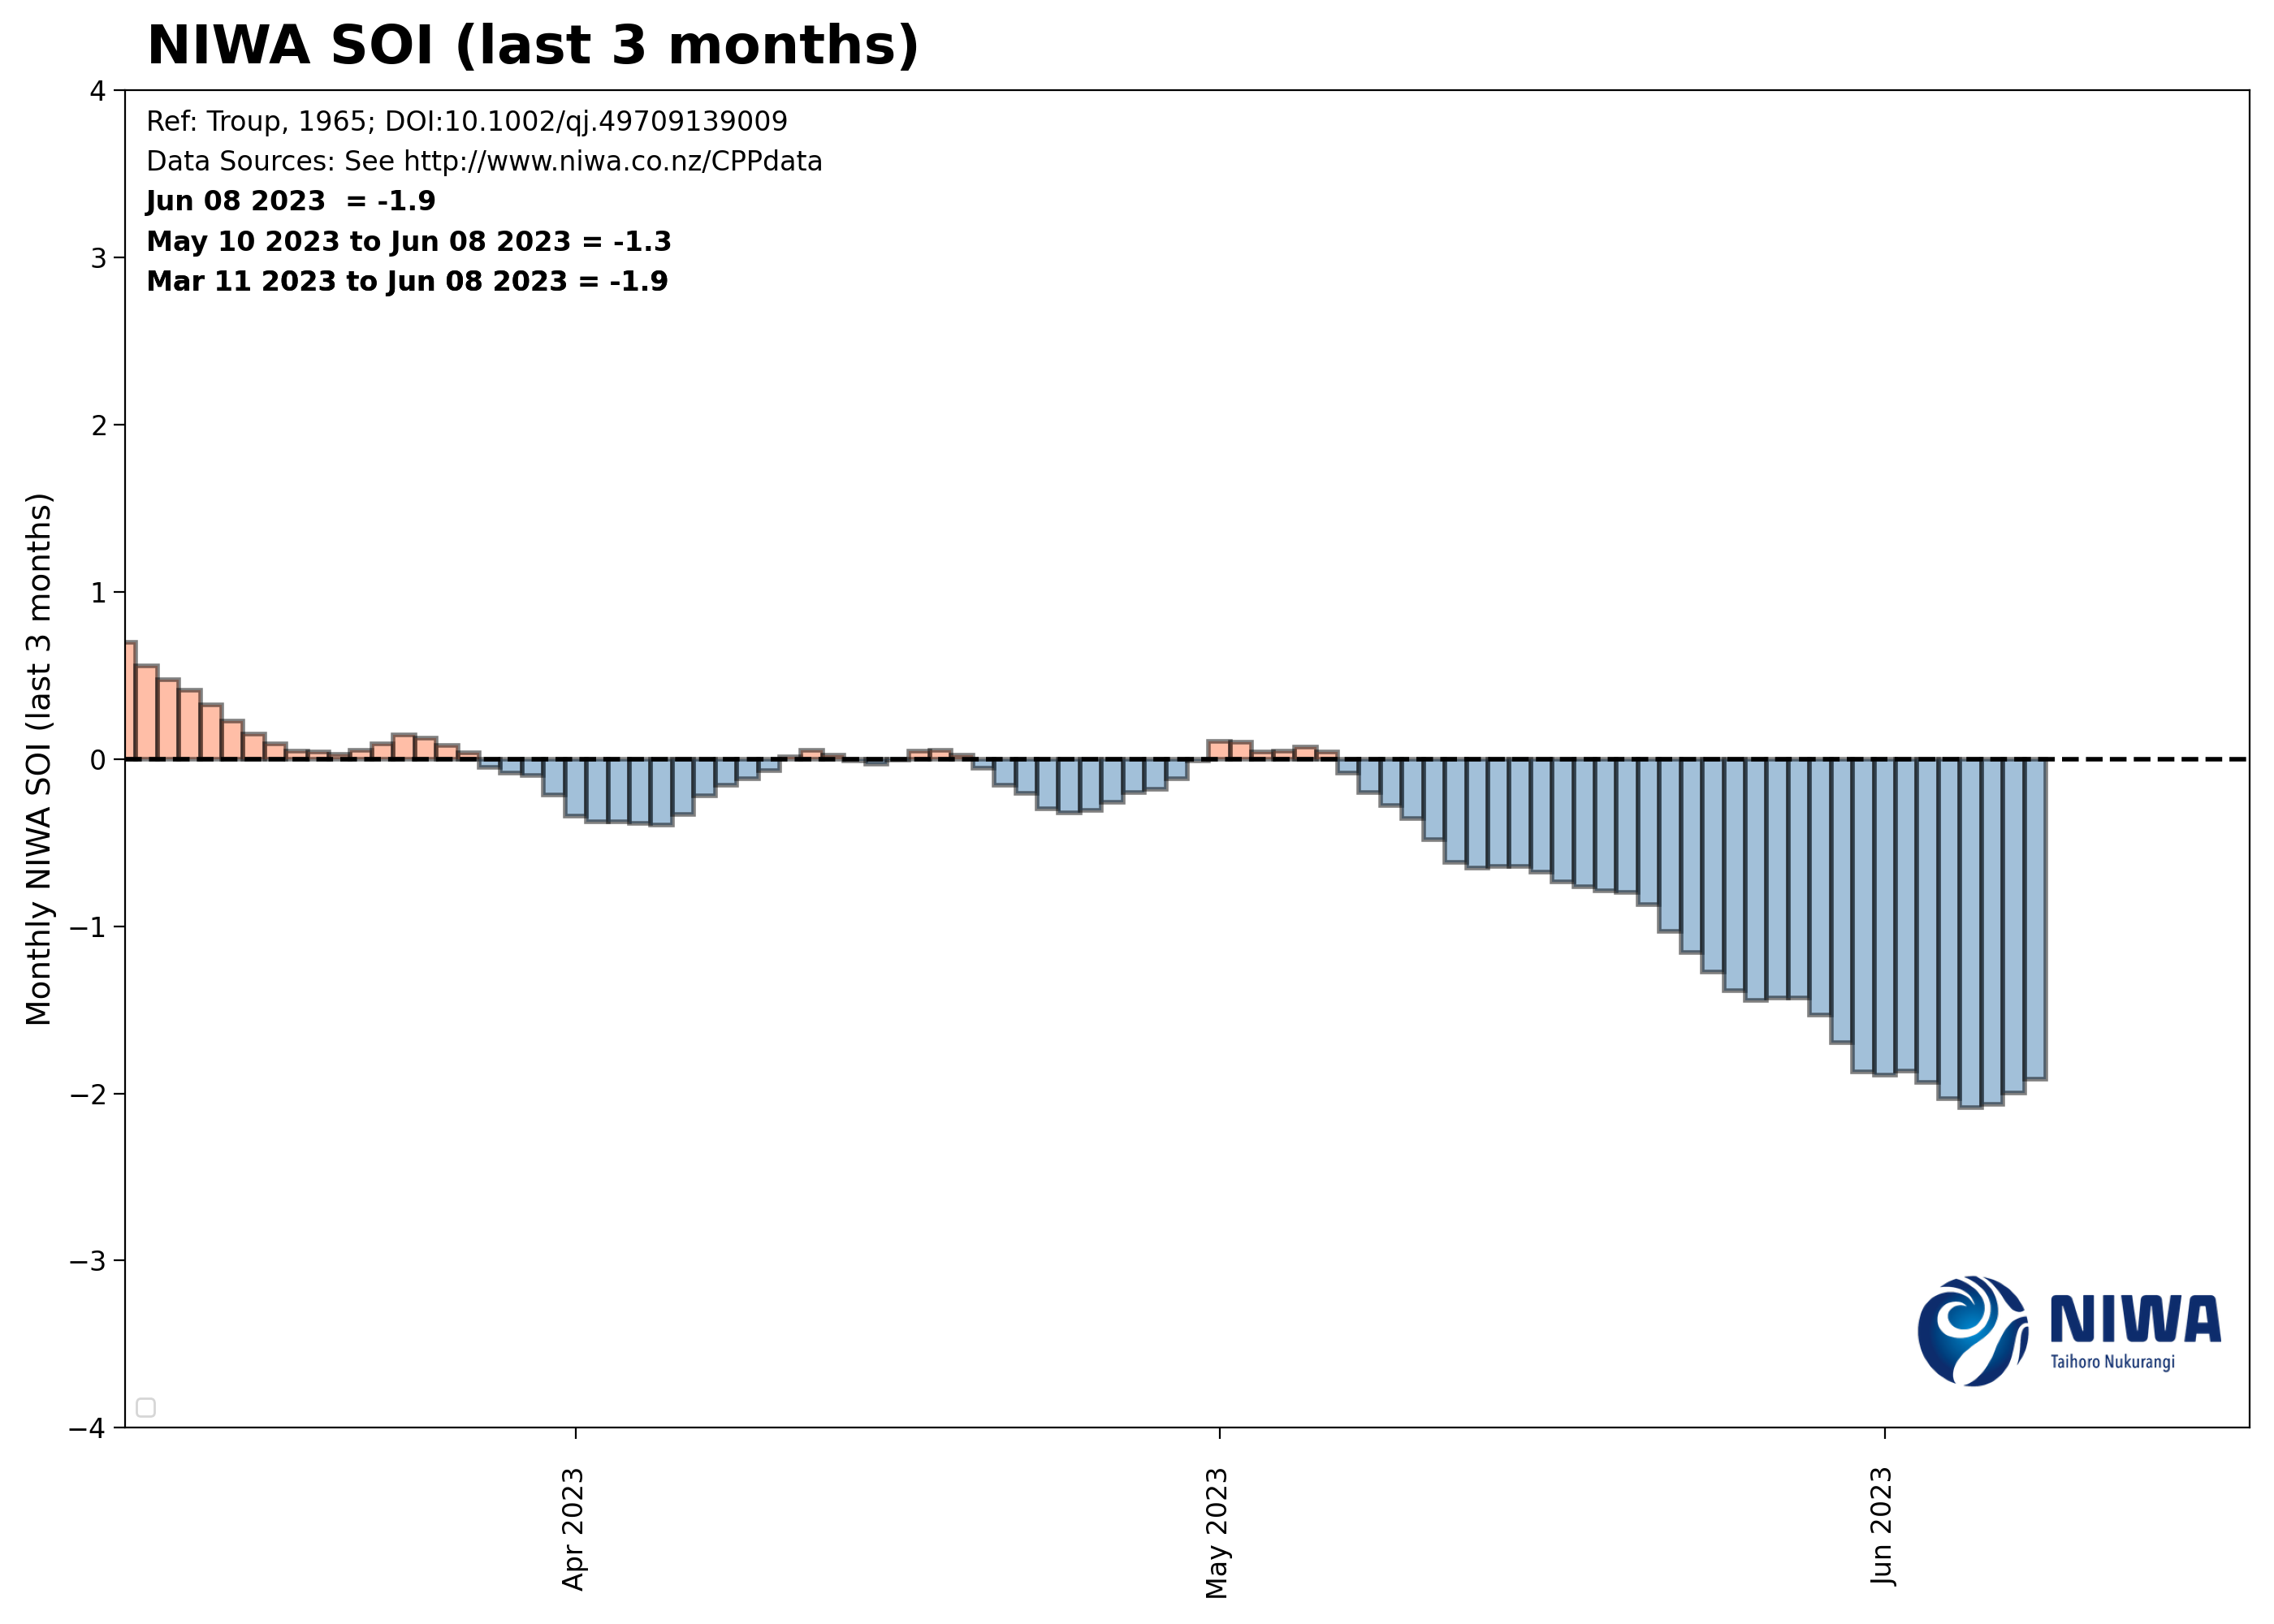 NIWA SOI (last 3 months)
Ref: Troup, 1965; DOI:10.1002/qj.49709139009
Data Sources: See http://www.niwa.co.nz/CPPdata
Jun 08 2023  = -1.9
May 10 2023 to Jun 08 2023 = -1.3
Mar 11 2023 to Jun 08 2023 = -1.9
Monthly NIWA SOI (last 3 months)
4
3
2
1
0
−1
−2
−3
−4
Apr 2023
May 2023
Jun 2023
NIWA
Taihoro Nukurangi